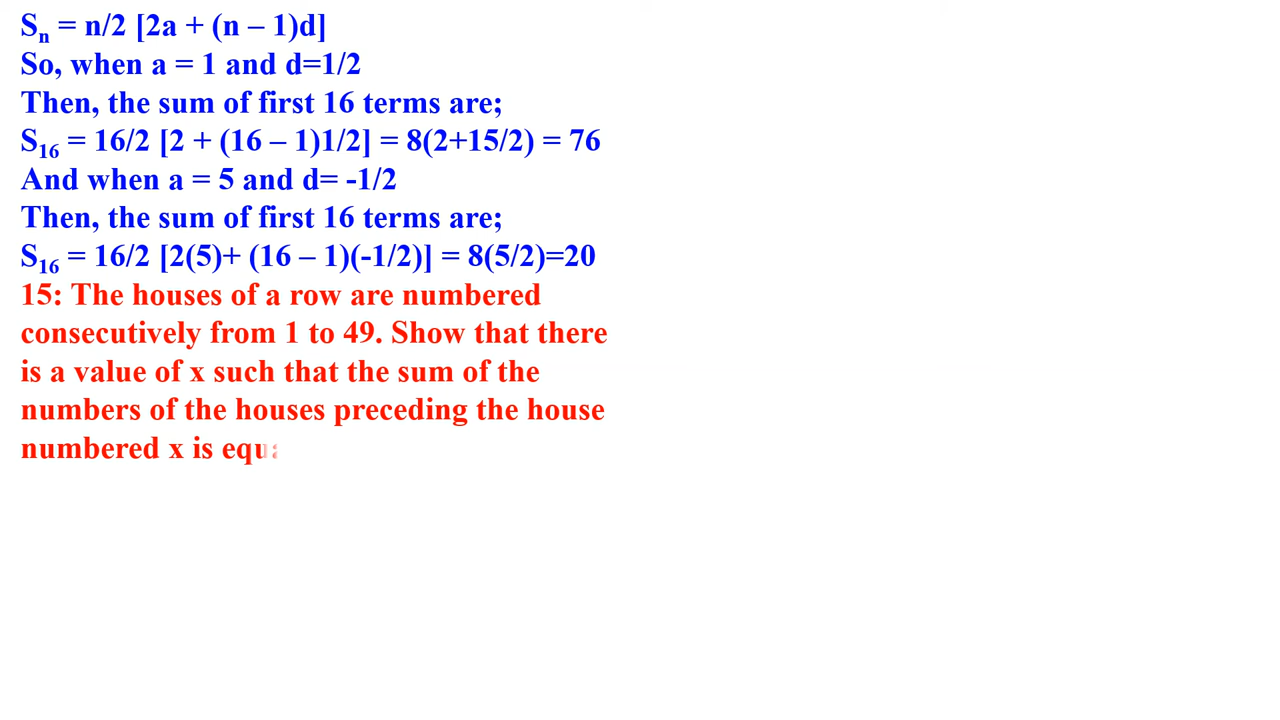 Sn = n/2 [2a + (n – 1)d]
So, when a = 1 and d=1/2
Then, the sum of first 16 terms are;
S16 = 16/2 [2 + (16 – 1)1/2] = 8(2+15/2) = 76
And when a = 5 and d= -1/2
Then, the sum of first 16 terms are;
S16 = 16/2 [2(5)+ (16 – 1)(-1/2)] = 8(5/2)=20
15: The houses of a row are numbered
consecutively from 1 to 49. Show that there
is a value of x such that the sum of the
numbers of the houses preceding the house
numbered x is equa